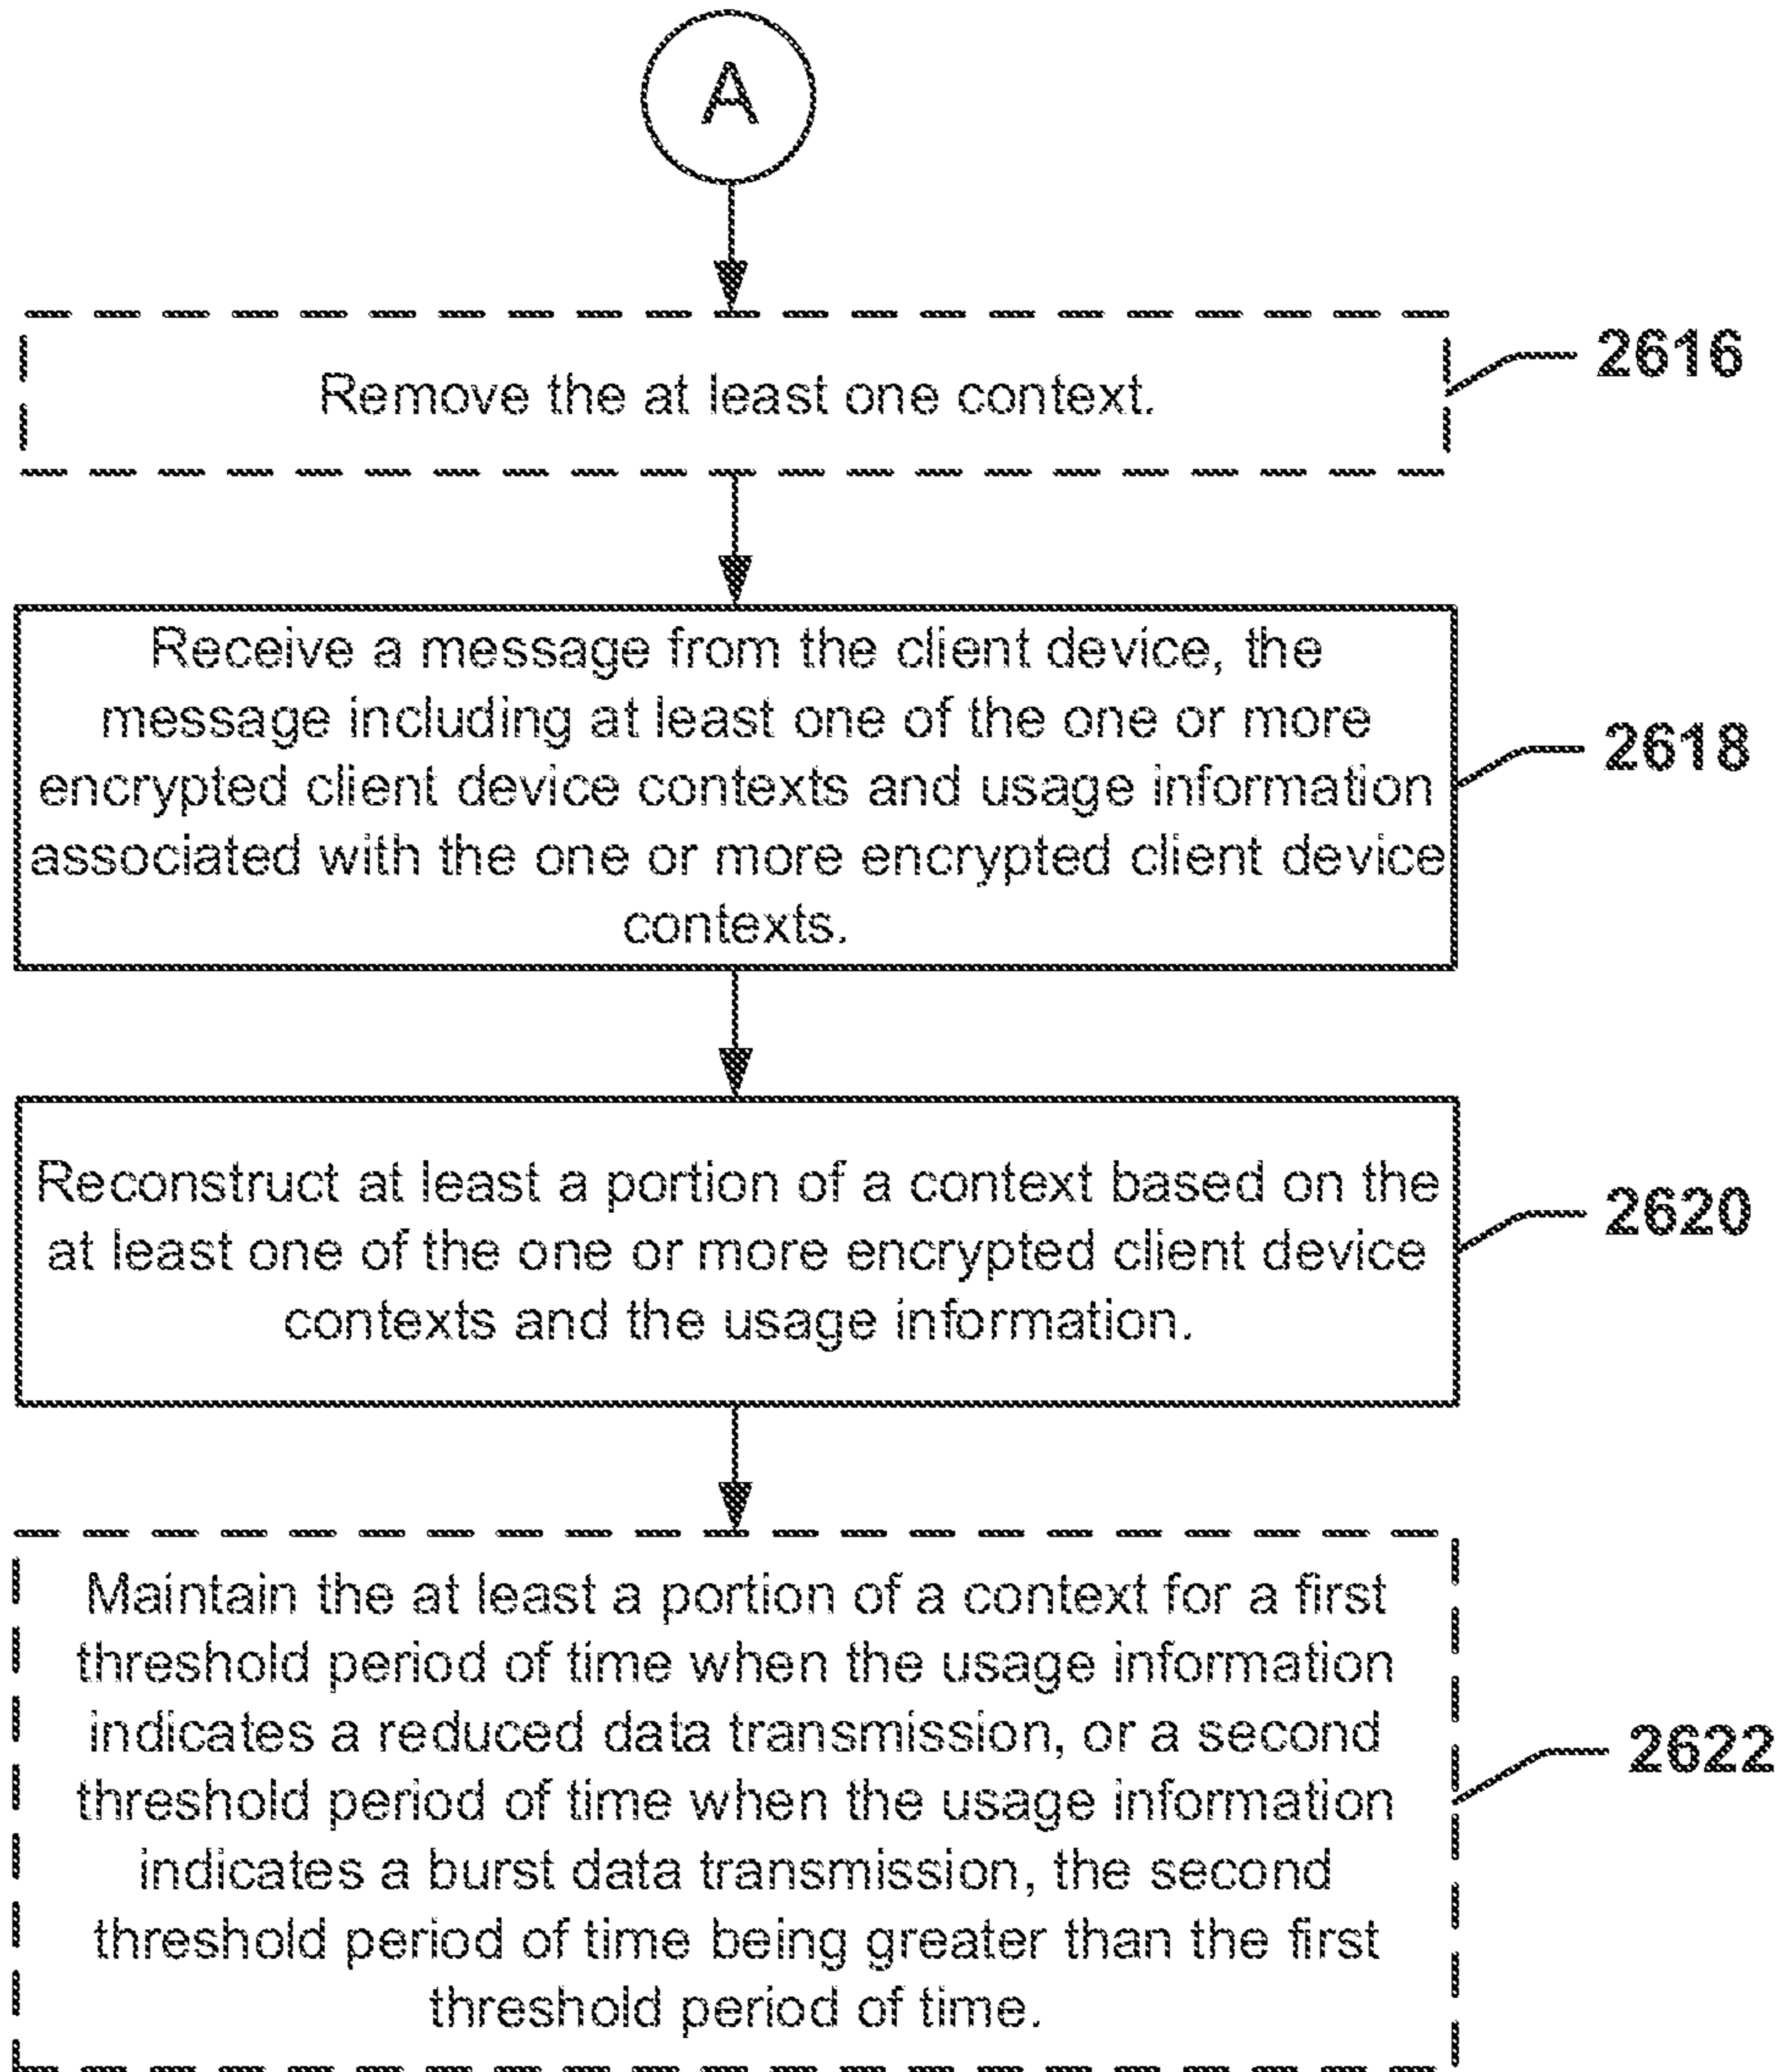 A
Remove the at least one context.
2616
Receive a message from the client device, the
message including at least one of the one or more
encrypted client device contexts and usage information
associated with the one or more encrypted client device
contexts.
2618
Reconstruct at least a portion of a context based on the
at least one of the one or more encrypted client device
contexts and the usage information.
2620
Maintain the at least a portion of a context for a first
threshold period of time when the usage information
indicates a reduced data transmission, or a second
threshold period of time when the usage information
indicates a burst data transmission, the second
threshold period of time being greater than the first
threshold period of time.
2622